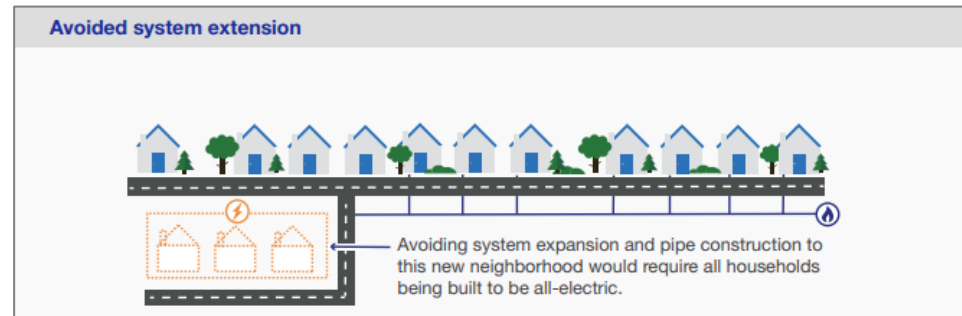 Avoided system extension
Avoiding system expansion and pipe construction to
this new neighborhood would require all households
being built to be all-electric.